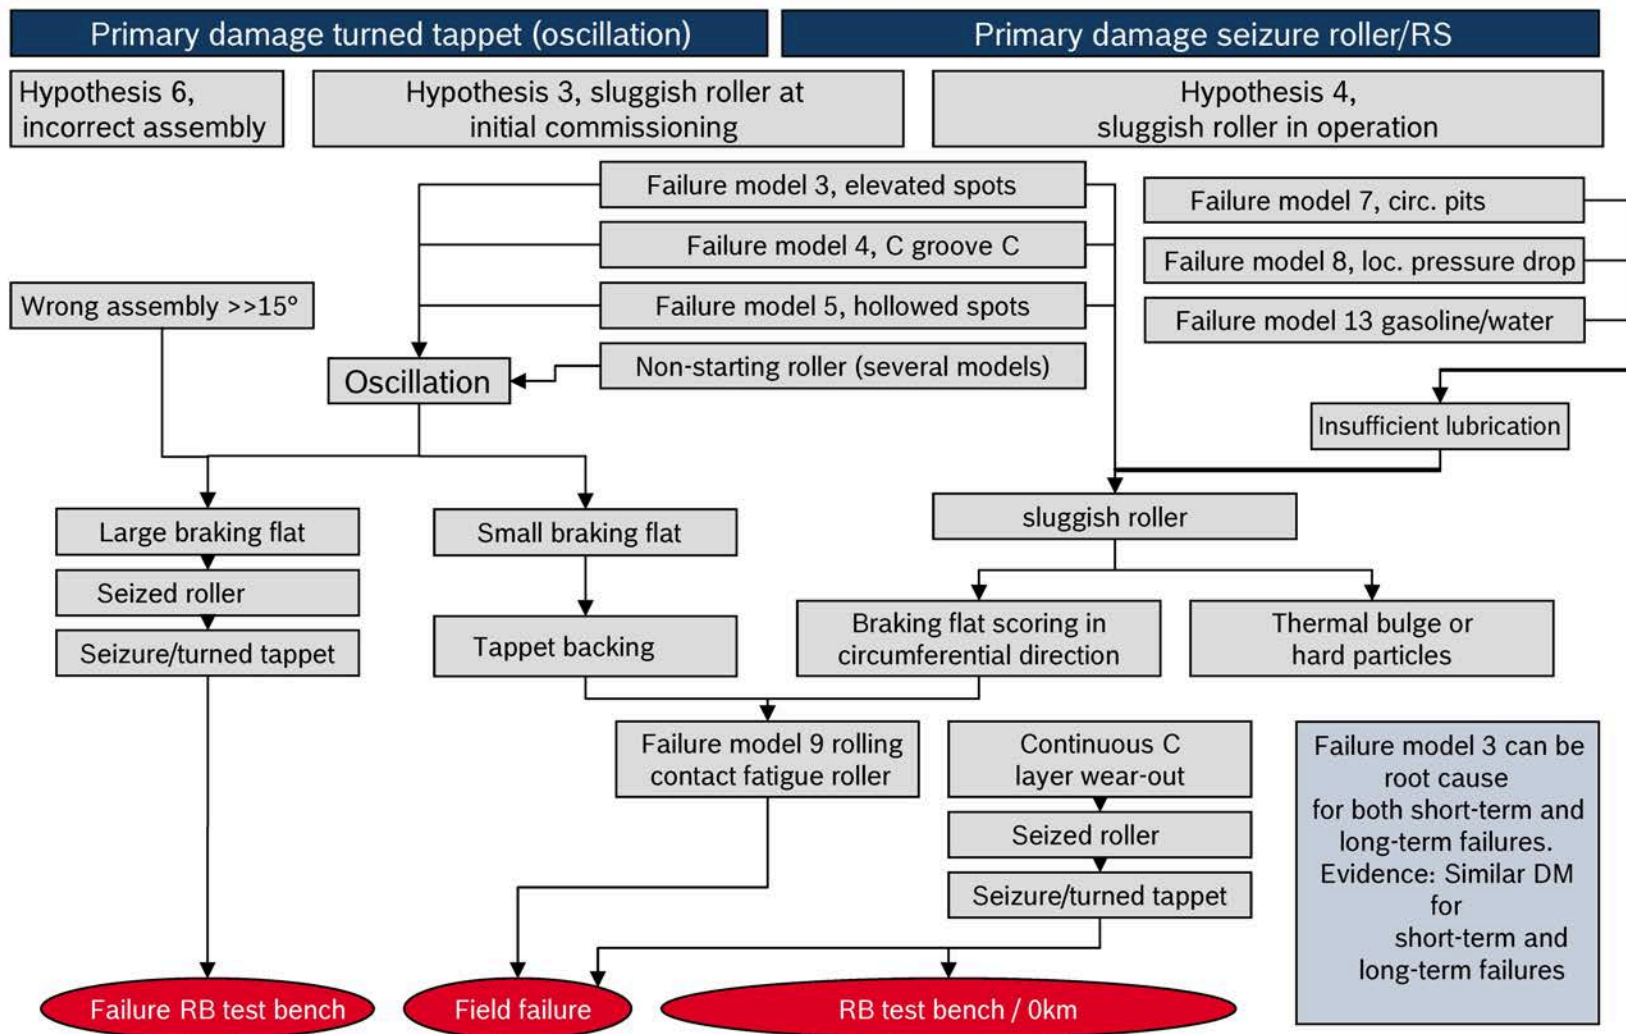 Primary damage turned tappet (oscillation)
Primary damage seizure roller/RS
Hypothesis 6,
incorrect assembly
Hypothesis 3, sluggish roller at
initial commissioning
Hypothesis 4,
sluggish roller in operation
Failure model 3, elevated spots
Failure model 7, circ. pits
Failure model 4, C groove C
Failure model 8, loc. pressure drop
Wrong assembly >>15°
Failure model 5, hollowed spots
Failure model 13 gasoline/water
Oscillation
Non-starting roller (several models)
Insufficient lubrication
Large braking flat
Small braking flat
sluggish roller
Seized roller
Seizure/turned tappet
Tappet backing
Braking flat scoring in
circumferential direction
Thermal bulge or
hard particles
Failure model 9 rolling
contact fatigue roller
Continuous C
layer wear-out
Seized roller
Seizure/turned tappet
Failure model 3 can be
root cause
for both short-term and
long-term failures.
Evidence: Similar DM
for
short-term and
long-term failures
Failure RB test bench
Field failure
RB test bench / 0km